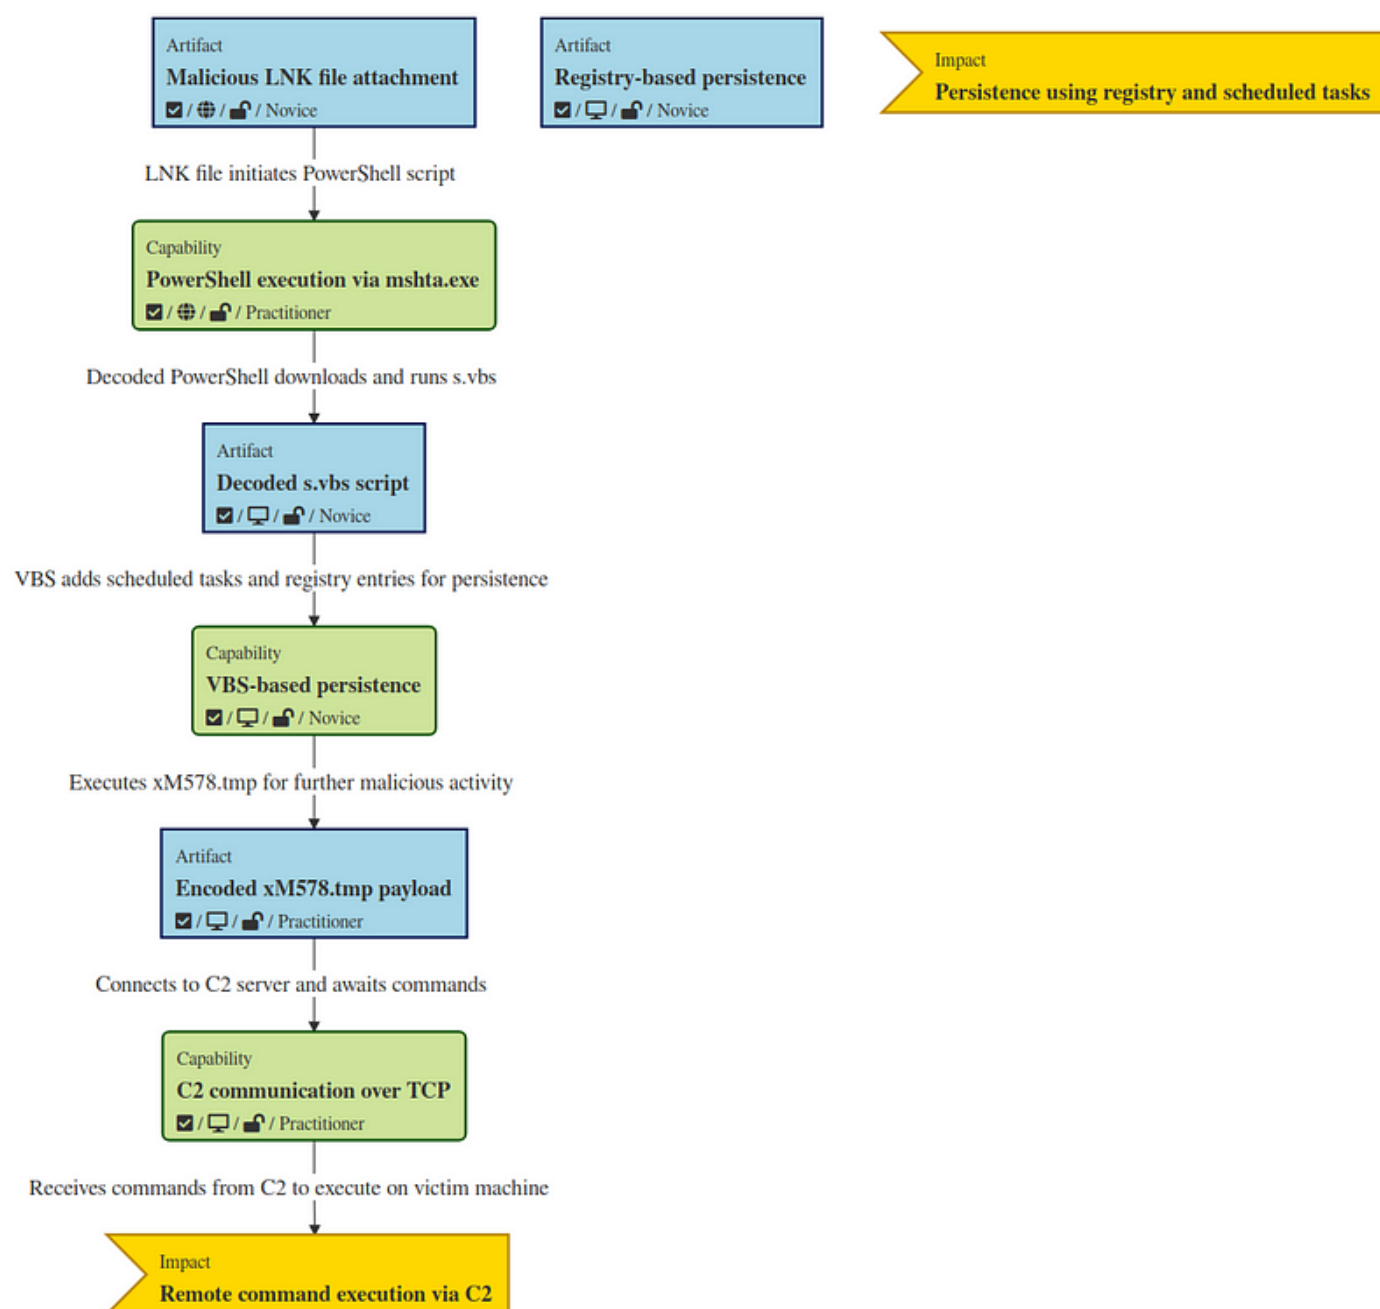 Artifact
Malicious LNK file attachment
/ / / Novice
Artifact
Registry-based persistence
/ / / Novice
Impact
Persistence using registry and scheduled tasks
LNK file initiates PowerShell script
Capability
PowerShell execution via mshta.exe
/ / / Practitioner
Decoded PowerShell downloads and runs s.vbs
Artifact
Decoded s.vbs script
/ / / Novice
VBS adds scheduled tasks and registry entries for persistence
Capability
VBS-based persistence
/ / / Novice
Executes xM578.tmp for further malicious activity
Artifact
Encoded xM578.tmp payload
/ / / Practitioner
Connects to C2 server and awaits commands
Capability
C2 communication over TCP
/ / / Practitioner
Receives commands from C2 to execute on victim machine
Impact
Remote command execution via C2